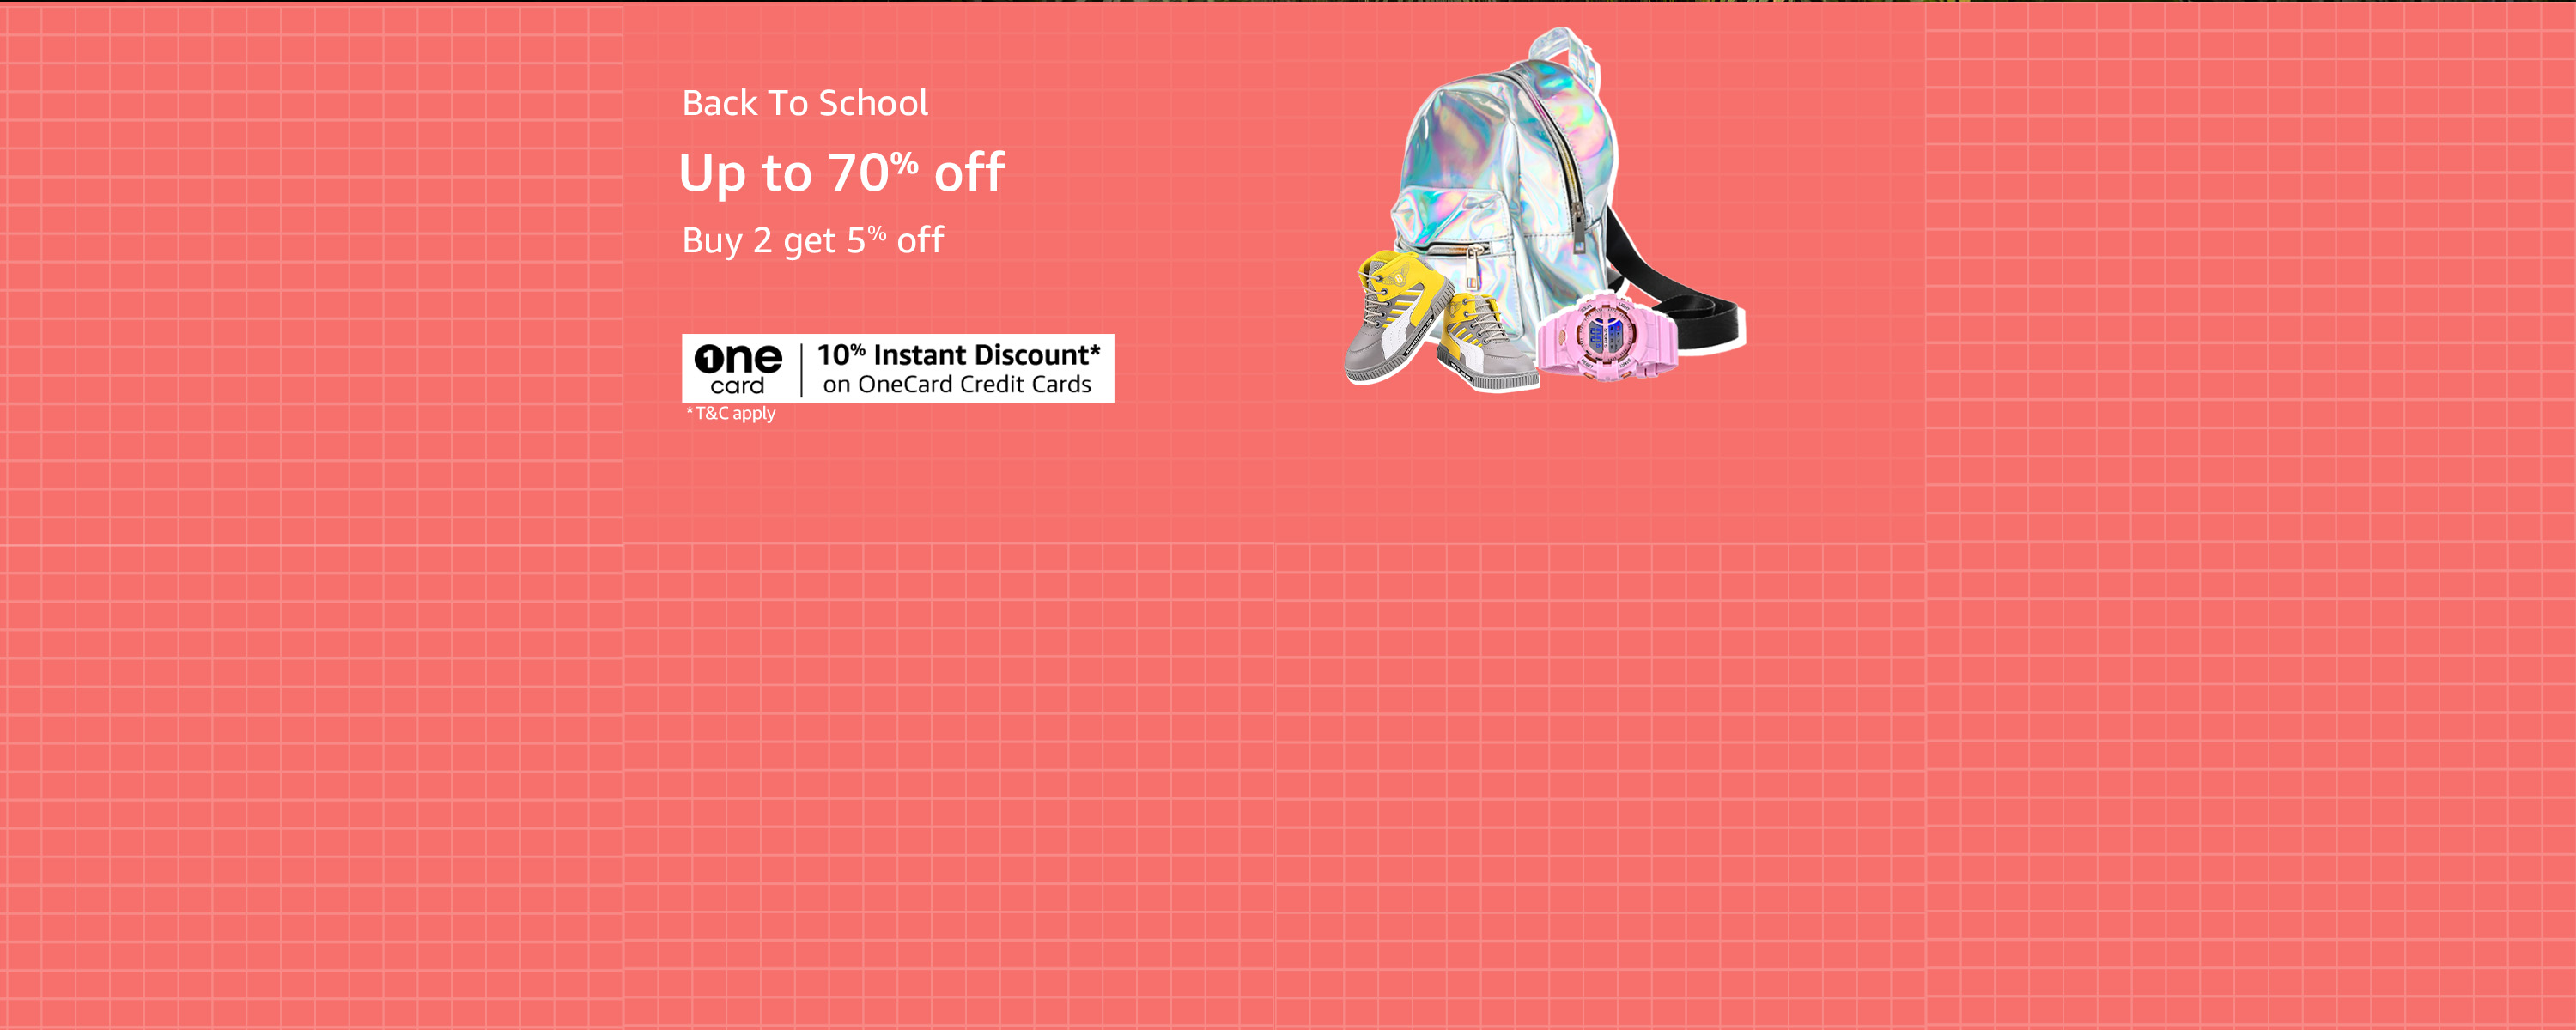 Back To School
Up to 70% off
Buy 2 get 5% off
one card
10% Instant Discount*
on OneCard Credit Cards
*T&C apply